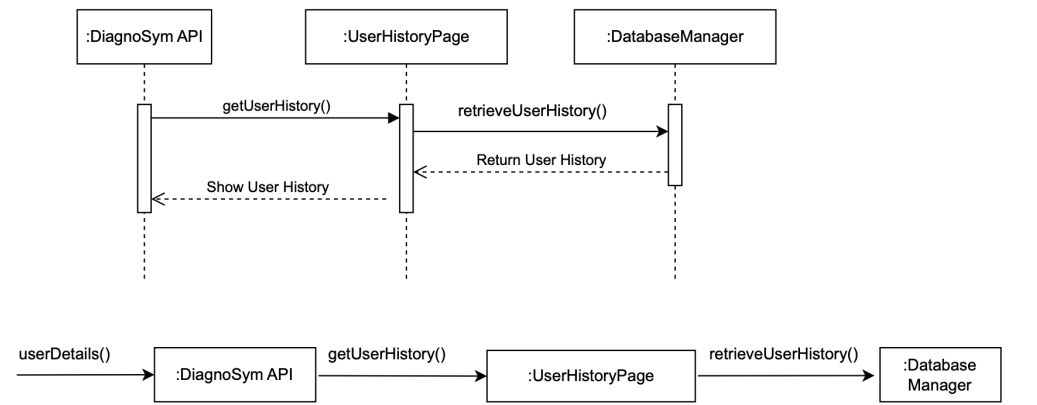 :DiagnoSym API
:UserHistoryPage
:DatabaseManager
getUserHistory()
retrieveUserHistory()
Return User History
Show User History
userDetails()
:DiagnoSym API
getUserHistory()
:UserHistoryPage
retrieveUserHistory()
:Database
Manager